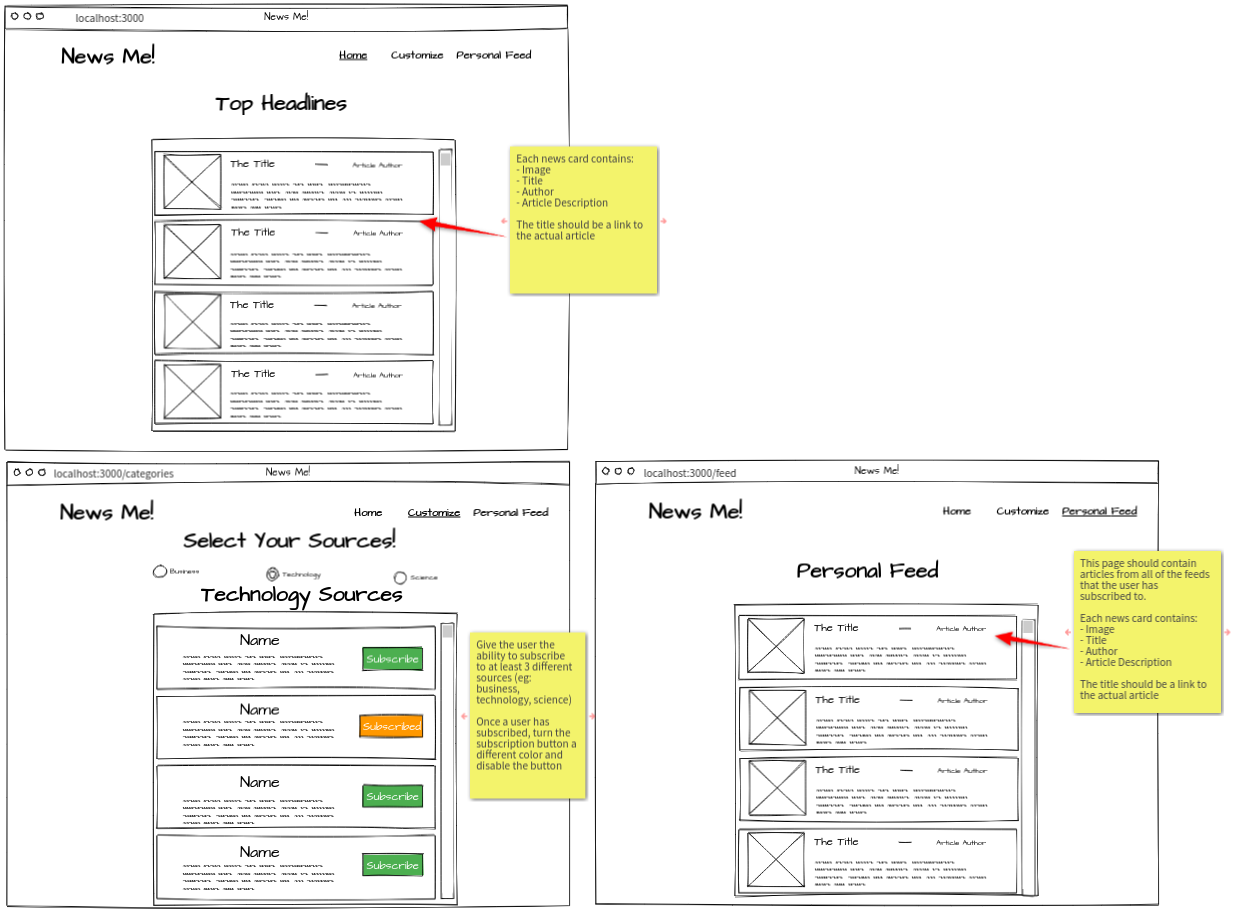 localhost:3000
News Me!
News Me!
Home Customize Personal Feed
Top Headlines
The Title — Article Author
The Title — Article Author
The Title — Article Author
The Title — Article Author
Each news card contains:
- Image
- Title
- Author
- Article Description
The title should be a link to
the actual article
localhost:3000/categories
News Me!
News Me!
Home Customize Personal Feed
Select Your Sources!
Business Technology Science
Technology Sources
Name
Subscribe
Name
Subscribed
Name
Subscribe
Name
Subscribe
Give the user the
ability to subscribe
to at least 3 different
sources (eg:
business,
technology, science)
Once a user has
subscribed, turn the
subscription button a
different color and
disable the button
localhost:3000/feed
News Me!
News Me!
Home Customize Personal Feed
Personal Feed
The Title — Article Author
The Title — Article Author
The Title — Article Author
The Title — Article Author
This page should contain
articles from all of the feeds
that the user has
subscribed to.
Each news card contains:
- Image
- Title
- Author
- Article Description
The title should be a link to
the actual article